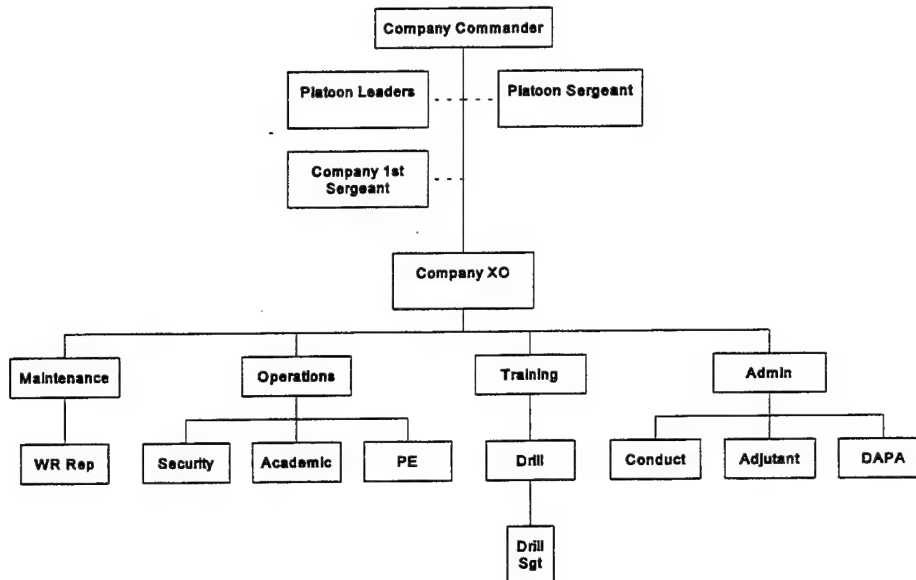 Company Commander
Platoon Leaders
Platoon Sergeant
Company 1st
Sergeant
Company XO
Maintenance
Operations
Training
Admin
WR Rep
Security
Academic
PE
Drill
Conduct
Adjutant
DAPA
Drill
Sgt